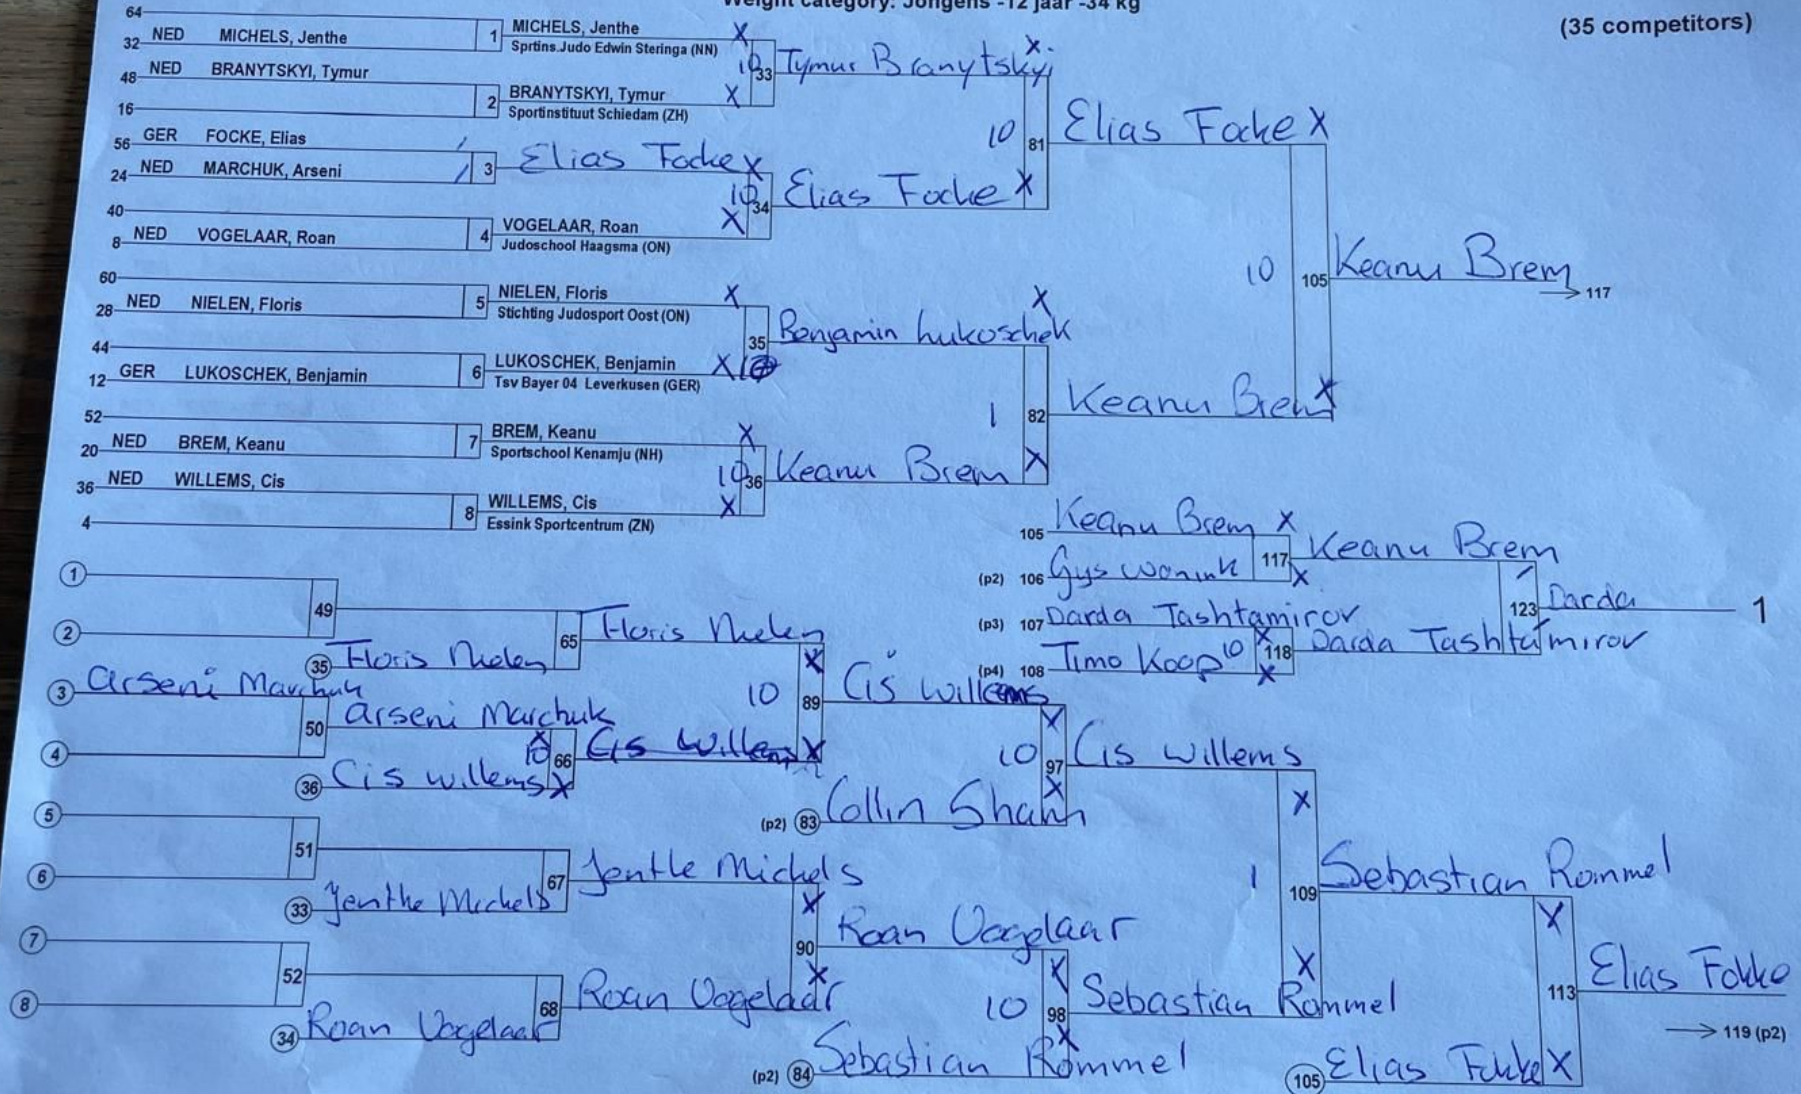 Weight category: Jongens -12 jaar -34 kg
(35 competitors)
64
32 NED MICHELS, Jenthe
1 MICHELS, Jenthe
Sprtins.Judo Edwin Steringa (NN)
X
48 NED BRANYTSKYI, Tymur
16
2 BRANYTSKYI, Tymur
Sportinstituut Schiedam (ZH)
X
10 33 Tymur Branytskyi X
56 GER FOCKE, Elias
24 NED MARCHUK, Arseni
3 Elias Focke X
40
8 NED VOGELAAR, Roan
4 VOGELAAR, Roan
Judoschool Haagsma (ON)
X
10 34 Elias Focke X
10 81 Elias Focke X
60
28 NED NIELEN, Floris
5 NIELEN, Floris
Stichting Judosport Oost (ON)
X
44
12 GER LUKOSCHEK, Benjamin
6 LUKOSCHEK, Benjamin
Tsv Bayer 04 Leverkusen (GER)
X 10
35 Benjamin Lukoschek X
52
20 NED BREM, Keanu
7 BREM, Keanu
Sportschool Kenamju (NH)
X
36 NED WILLEMS, Cis
4
8 WILLEMS, Cis
Essink Sportcentrum (ZN)
X
10 36 Keanu Brem X
1 82 Keanu Brem X
10 105 Keanu Brem
117
105 Keanu Brem X
(p2) 106 Gys Wonink X
117 Keanu Brem
(p3) 107 Darda Tashtamirov X
(p4) 108 Timo Koop 10 X
118 Darda Tashtamirov
123 Darda 1
1
2
49
35 Floris Nielen
65 Floris Nielen X
3 Arseni Marchuk
4
50 Arseni Marchuk X
36 Cis Willems X
10 66 Cis Willems X
10 89 Cis Willems X
(p2) 83 Collin Shann X
10 97 Cis Willems X
5
6
51
33 Jenthe Michels
67 Jentle Michels X
7
8
52
34 Roan Vogelaar
68 Roan Vogelaar X
90 Roan Vogelaar X
(p2) 84 Sebastian Rommel X
10 98 Sebastian Rommel X
1 109 Sebastian Rommel X
105 Elias Fokke X
113 Elias Fokke
119 (p2)